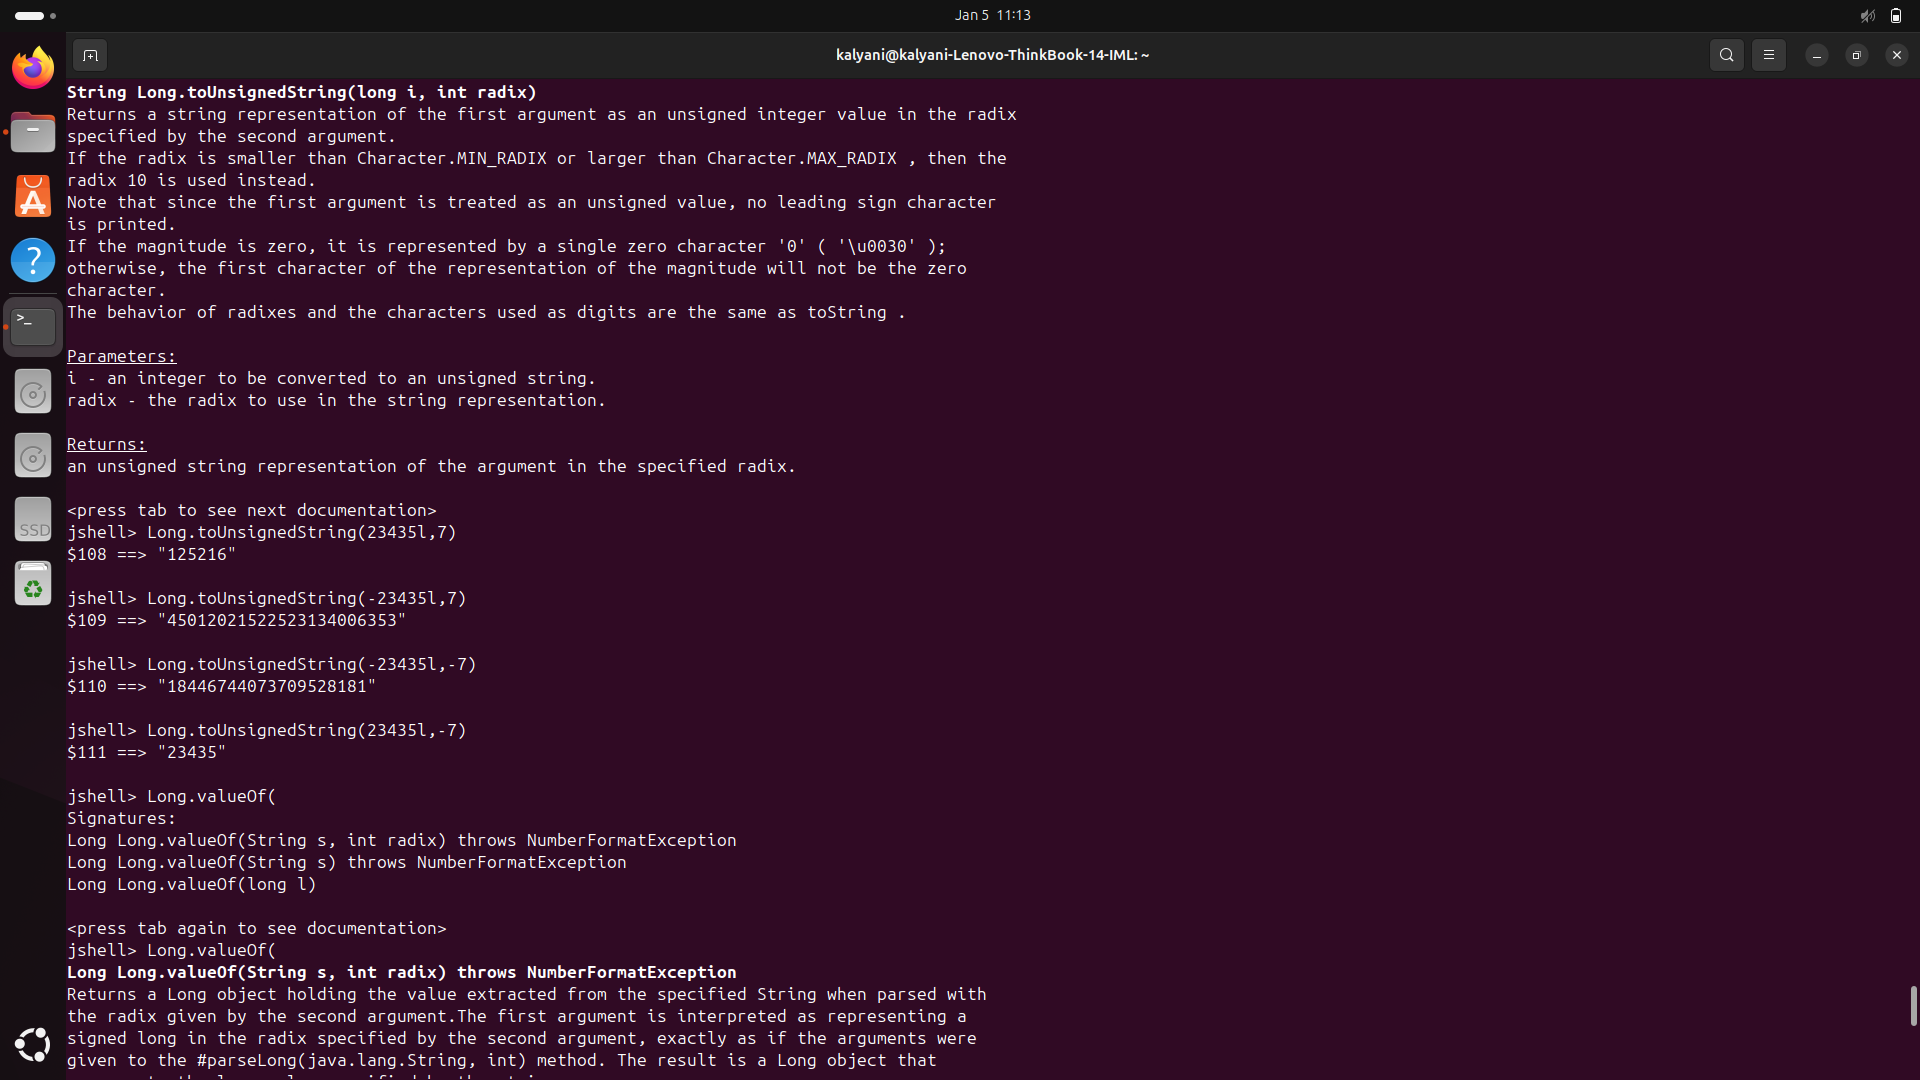 Jan 5 11:13
kalyani@kalyani-Lenovo-ThinkBook-14-IML: ~
String Long.toUnsignedString(long i, int radix)
Returns a string representation of the first argument as an unsigned integer value in the radix
specified by the second argument.
If the radix is smaller than Character.MIN_RADIX or larger than Character.MAX_RADIX , then the
radix 10 is used instead.
Note that since the first argument is treated as an unsigned value, no leading sign character
is printed.
If the magnitude is zero, it is represented by a single zero character '0' ( '\u0030' );
otherwise, the first character of the representation of the magnitude will not be the zero
character.
The behavior of radixes and the characters used as digits are the same as toString .
Parameters:
i - an integer to be converted to an unsigned string.
radix - the radix to use in the string representation.
Returns:
an unsigned string representation of the argument in the specified radix.
<press tab to see next documentation>
jshell> Long.toUnsignedString(23435l,7)
$108 ==> "125216"
jshell> Long.toUnsignedString(-23435l,7)
$109 ==> "45012021522523134006353"
jshell> Long.toUnsignedString(-23435l,-7)
$110 ==> "18446744073709528181"
jshell> Long.toUnsignedString(23435l,-7)
$111 ==> "23435"
jshell> Long.valueOf(
Signatures:
Long Long.valueOf(String s, int radix) throws NumberFormatException
Long Long.valueOf(String s) throws NumberFormatException
Long Long.valueOf(long l)
<press tab again to see documentation>
jshell> Long.valueOf(
Long Long.valueOf(String s, int radix) throws NumberFormatException
Returns a Long object holding the value extracted from the specified String when parsed with
the radix given by the second argument.The first argument is interpreted as representing a
signed long in the radix specified by the second argument, exactly as if the arguments were
given to the #parseLong(java.lang.String, int) method. The result is a Long object that
SSD